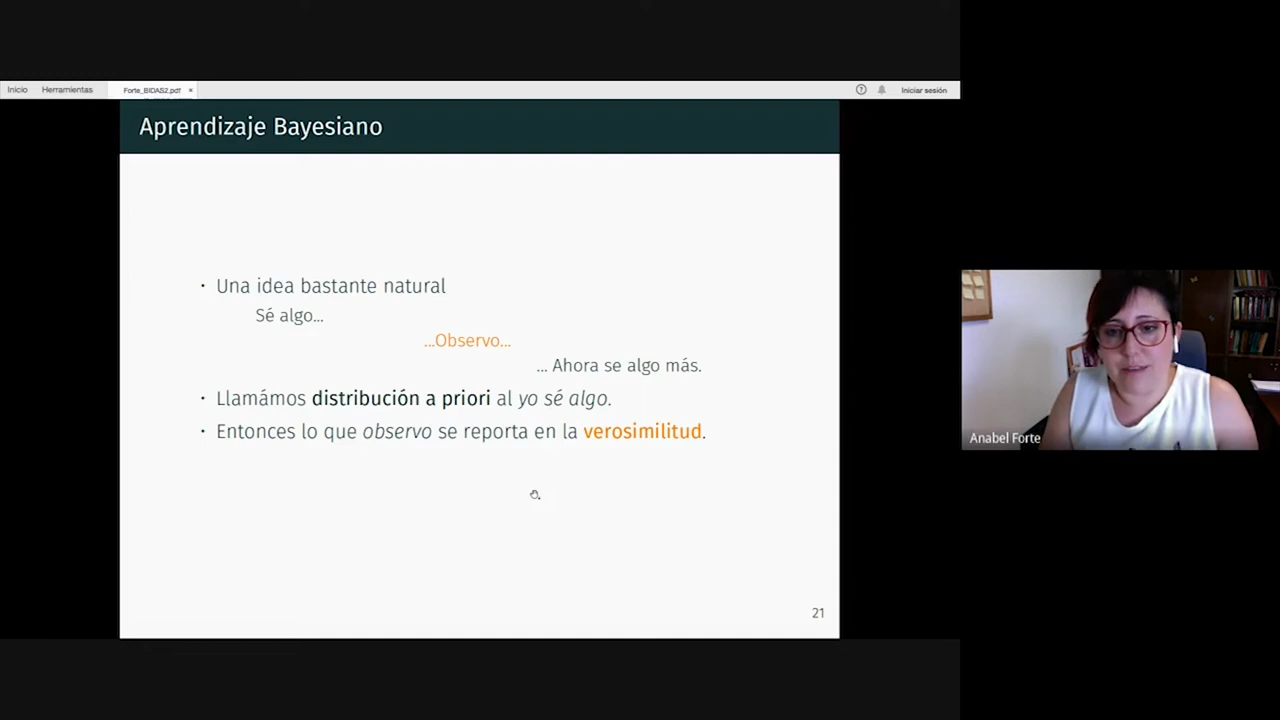 Inicio Herramientas Forte_BIDAS2.pdf × Iniciar sesión
Aprendizaje Bayesiano
• Una idea bastante natural
Sé algo...
...Observo...
... Ahora se algo más.
• Llamámos distribución a priori al yo sé algo.
• Entonces lo que observo se reporta en la verosimilitud.
21
Anabel Forte